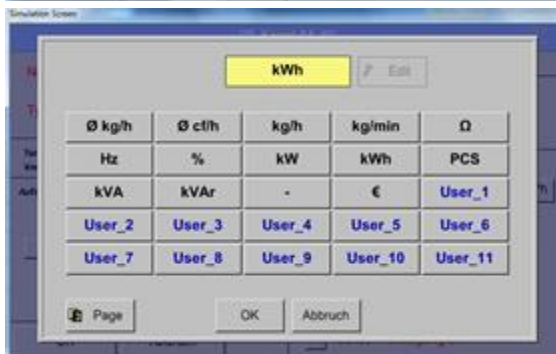 Simulation Screen
kWh Edit
Ø kg/h Ø cf/h kg/h kg/min Ω
Hz % kW kWh PCS
kVA kVAr - € User_1
User_2 User_3 User_4 User_5 User_6
User_7 User_8 User_9 User_10 User_11
Page OK Abbruch